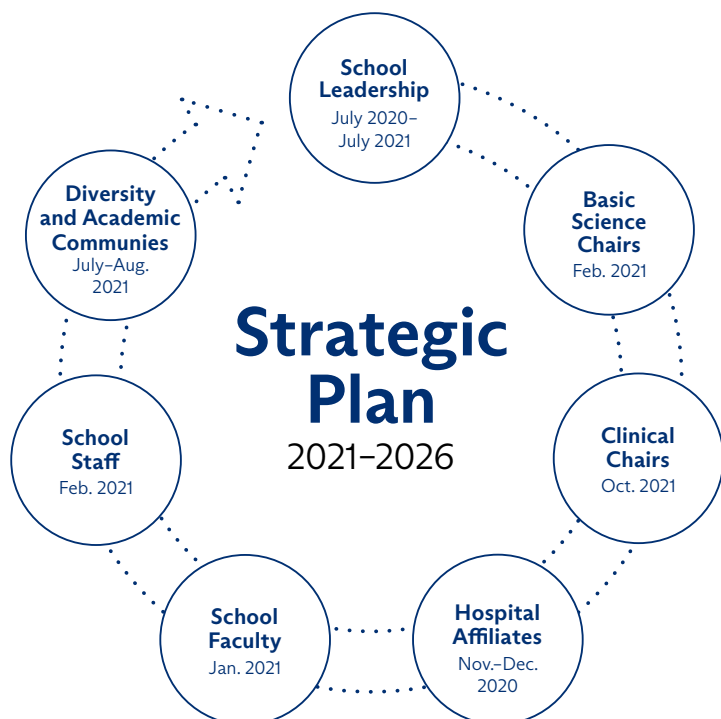 School
Leadership
July 2020–
July 2021
Basic
Science
Chairs
Feb. 2021
Clinical
Chairs
Oct. 2021
Hospital
Affiliates
Nov.–Dec.
2020
School
Faculty
Jan. 2021
School
Staff
Feb. 2021
Diversity
and Academic
Communies
July–Aug.
2021
Strategic
Plan
2021–2026